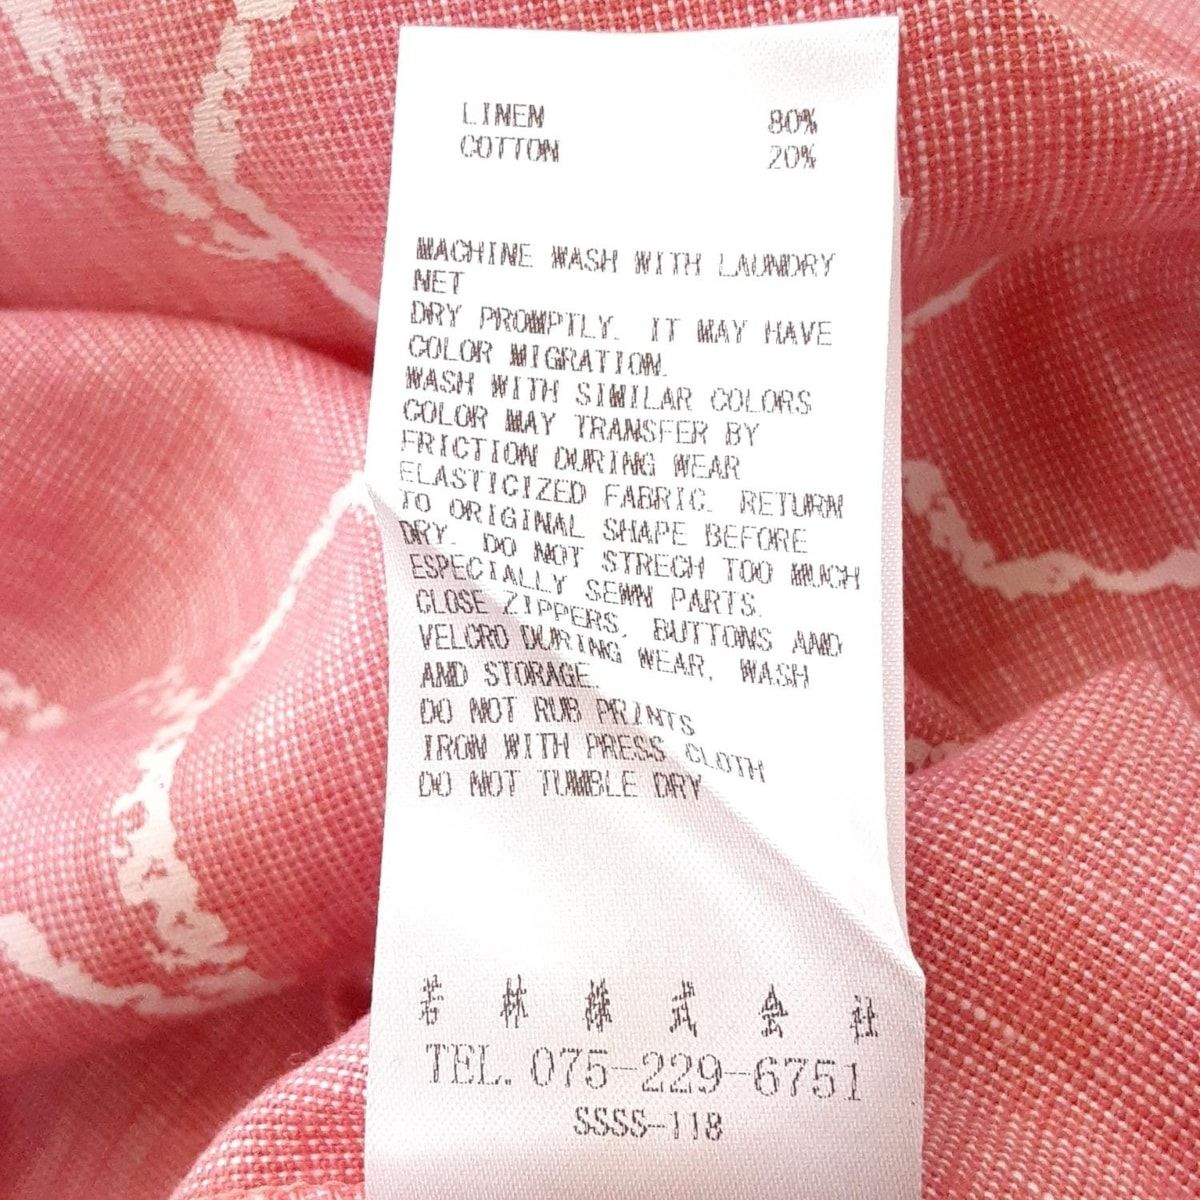 LINEN 80%
COTTON 20%
MACHINE WASH WITH LAUNDRY
NET
DRY PROMPTLY. IT MAY HAVE
COLOR MIGRATION.
WASH WITH SIMILAR COLORS
COLOR MAY TRANSFER BY
FRICTION DURING WEAR
ELASTICIZED FABRIC. RETURN
TO ORIGINAL SHAPE BEFORE
DRY. DO NOT STRECH TOO MUCH
ESPECIALLY SEWN PARTS.
CLOSE ZIPPERS, BUTTONS AND
VELCRO DURING WEAR, WASH
AND STORAGE.
DO NOT RUB PRINTS
IRON WITH PRESS CLOTH
DO NOT TUMBLE DRY
若林株式会社
TEL. 075-229-6751
SSSS-118